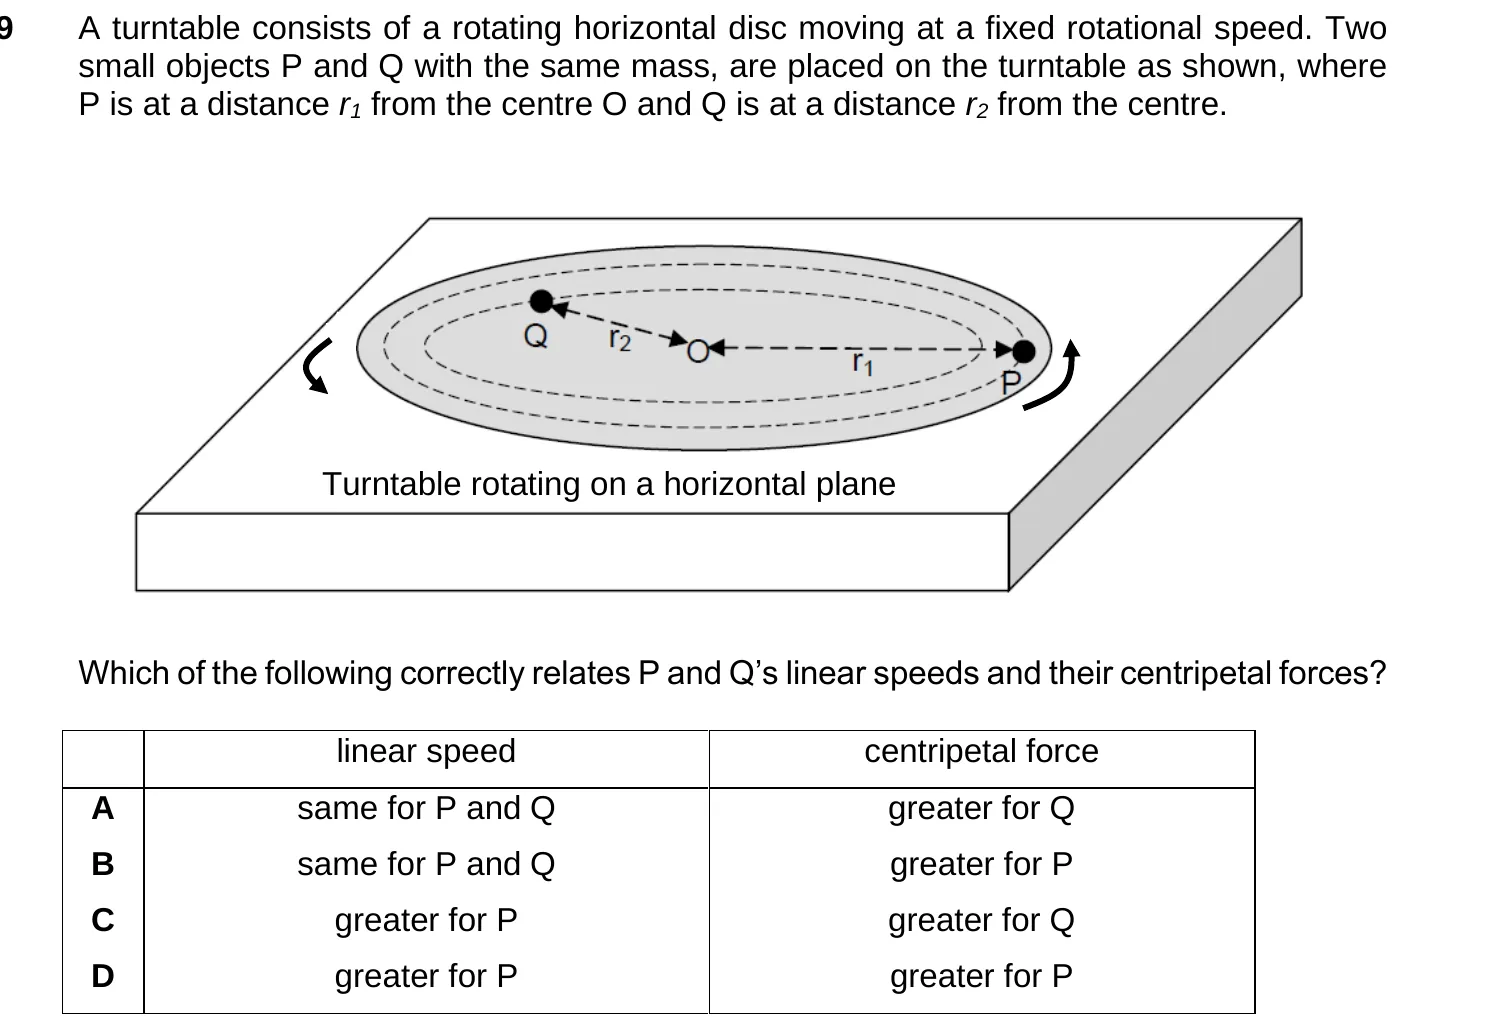 9 A turntable consists of a rotating horizontal disc moving at a fixed rotational speed. Two
small objects P and Q with the same mass, are placed on the turntable as shown, where
P is at a distance r1 from the centre O and Q is at a distance r2 from the centre.
Q
r2
O
r1
P
Turntable rotating on a horizontal plane
Which of the following correctly relates P and Q’s linear speeds and their centripetal forces?
linear speed centripetal force
A same for P and Q greater for Q
B same for P and Q greater for P
C greater for P greater for Q
D greater for P greater for P